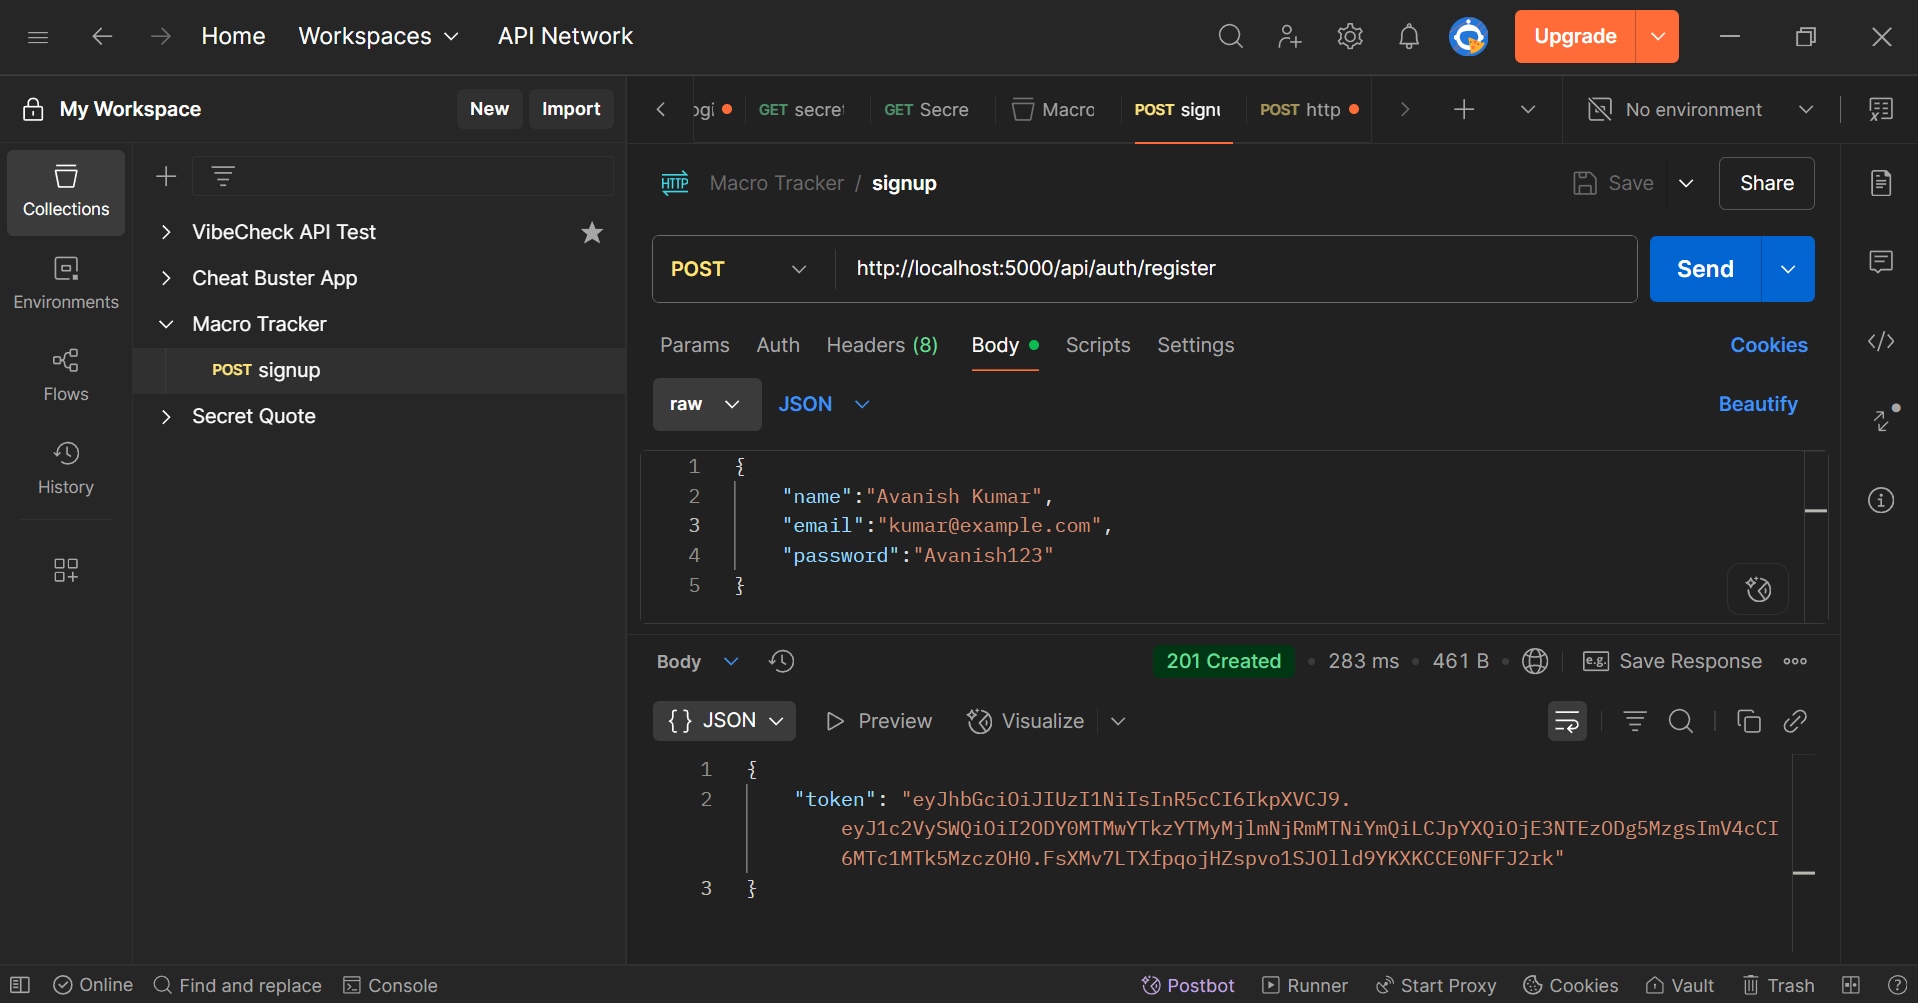 Home Workspaces API Network Upgrade
My Workspace New Import
ogi GET secret GET Secre Macro POST signu POST http No environment
Collections
Environments
Flows
History
VibeCheck API Test
Cheat Buster App
Macro Tracker
POST signup
Secret Quote
HTTP Macro Tracker / signup Save Share
POST http://localhost:5000/api/auth/register Send
Params Auth Headers (8) Body Scripts Settings Cookies
raw JSON Beautify
1 {
2 "name":"Avanish Kumar",
3 "email":"kumar@example.com",
4 "password":"Avanish123"
5 }
Body 201 Created 283 ms 461 B e.g. Save Response
{} JSON Preview Visualize
1 {
2 "token": "eyJhbGciOiJIUzI1NiIsInR5cCI6IkpXVCJ9.
eyJ1c2VySWQiOiI2ODY0MTMwYTkzYTMyMjlmNjRmMTNiYmQiLCJpYXQiOjE3NTEzODg5MzgsImV4cCI
6MTc1MTk5MzczOH0.FsXMv7LTXfpqojHZspvo1SJOlld9YKXKCCE0NFFJ2rk"
3 }
Online Find and replace Console Postbot Runner Start Proxy Cookies Vault Trash